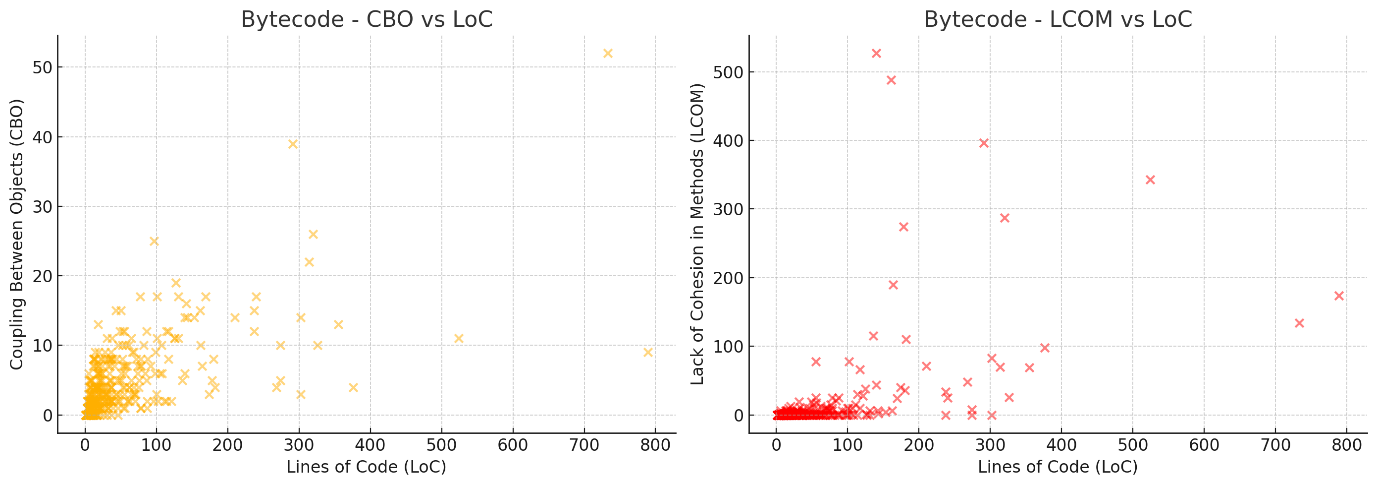 Bytecode - CBO vs LoC
Coupling Between Objects (CBO)
50
40
30
20
10
0
0 100 200 300 400 500 600 700 800
Lines of Code (LoC)
Bytecode - LCOM vs LoC
Lack of Cohesion in Methods (LCOM)
500
400
300
200
100
0
0 100 200 300 400 500 600 700 800
Lines of Code (LoC)